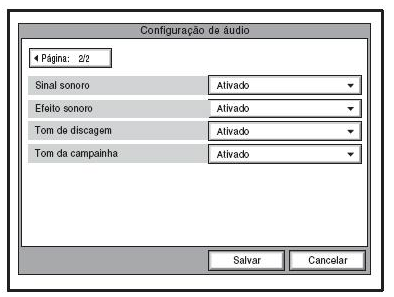 Configuração de áudio
Página: 2/2
Sinal sonoro Ativado
Efeito sonoro Ativado
Tom de discagem Ativado
Tom da campainha Ativado
Salvar Cancelar